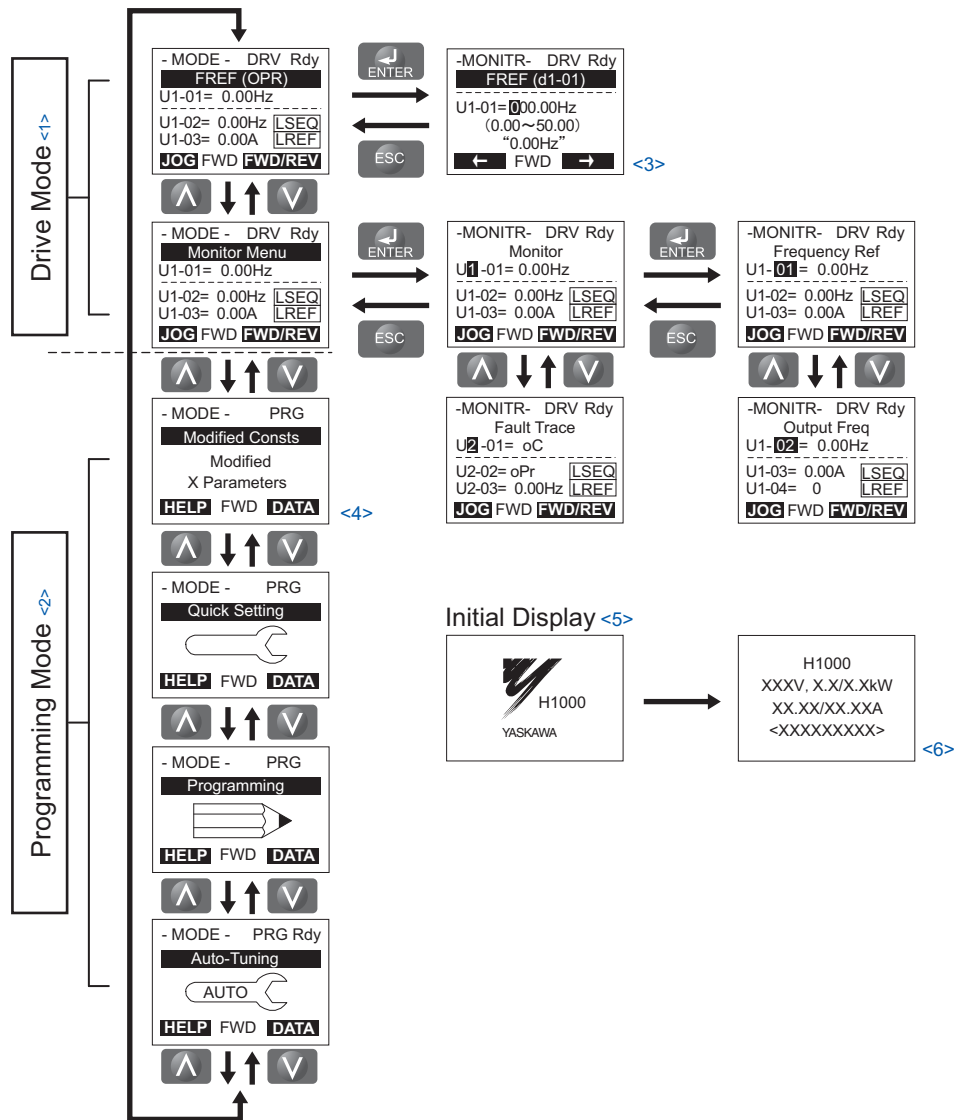 Drive Mode <1>
- MODE - DRV Rdy
FREF (OPR)
U1-01= 0.00Hz
U1-02= 0.00Hz LSEQ
U1-03= 0.00A LREF
JOG FWD FWD/REV
ENTER
ESC
-MONITR- DRV Rdy
FREF (d1-01)
U1-01= 000.00Hz
(0.00～50.00)
“0.00Hz”
← FWD →
<3>
- MODE - DRV Rdy
Monitor Menu
U1-01= 0.00Hz
U1-02= 0.00Hz LSEQ
U1-03= 0.00A LREF
JOG FWD FWD/REV
ENTER
ESC
-MONITR- DRV Rdy
Monitor
U1 -01= 0.00Hz
U1-02= 0.00Hz LSEQ
U1-03= 0.00A LREF
JOG FWD FWD/REV
ENTER
ESC
-MONITR- DRV Rdy
Frequency Ref
U1- 01 = 0.00Hz
U1-02= 0.00Hz LSEQ
U1-03= 0.00A LREF
JOG FWD FWD/REV
-MONITR- DRV Rdy
Fault Trace
U2 -01= oC
U2-02= oPr LSEQ
U2-03= 0.00Hz LREF
JOG FWD FWD/REV
-MONITR- DRV Rdy
Output Freq
U1- 02 = 0.00Hz
U1-03= 0.00A LSEQ
U1-04= 0 LREF
JOG FWD FWD/REV
Programming Mode <2>
- MODE - PRG
Modified Consts
Modified
X Parameters
HELP FWD DATA
<4>
- MODE - PRG
Quick Setting
HELP FWD DATA
- MODE - PRG
Programming
HELP FWD DATA
- MODE - PRG Rdy
Auto-Tuning
AUTO
HELP FWD DATA
Initial Display <5>
H1000
YASKAWA
H1000
XXXV, X.X/X.XkW
XX.XX/XX.XXA
<XXXXXXXXX>
<6>